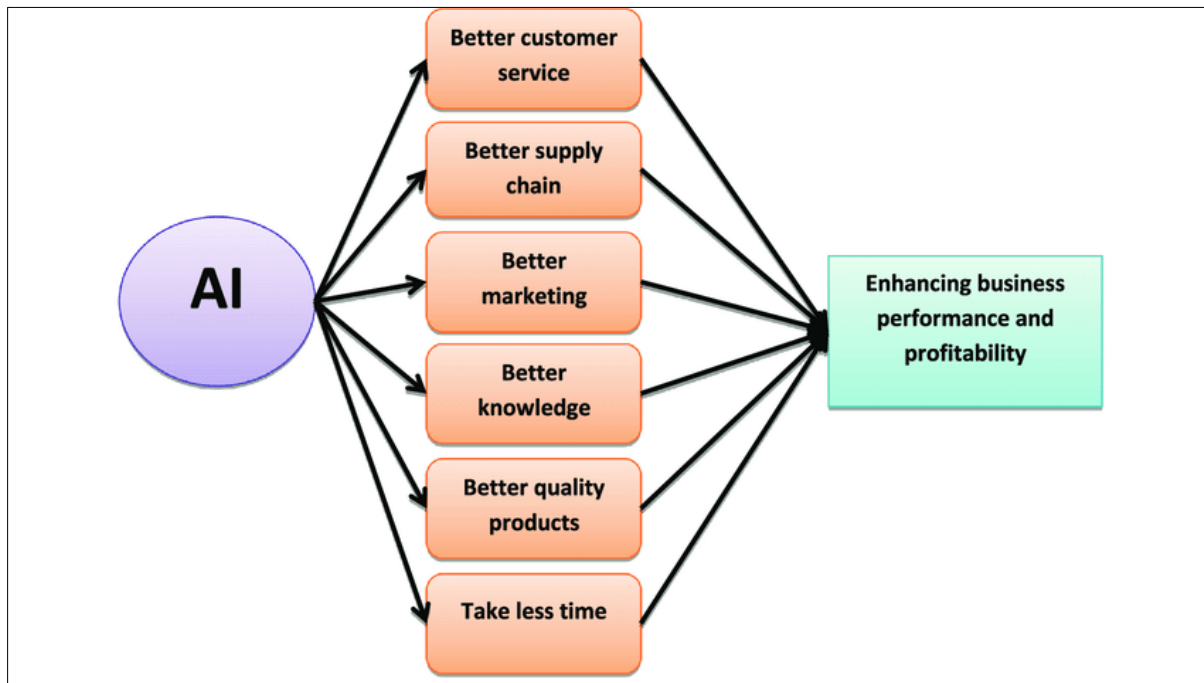 AI
Better customer
service
Better supply
chain
Better
marketing
Better
knowledge
Better quality
products
Take less time
Enhancing business
performance and
profitability